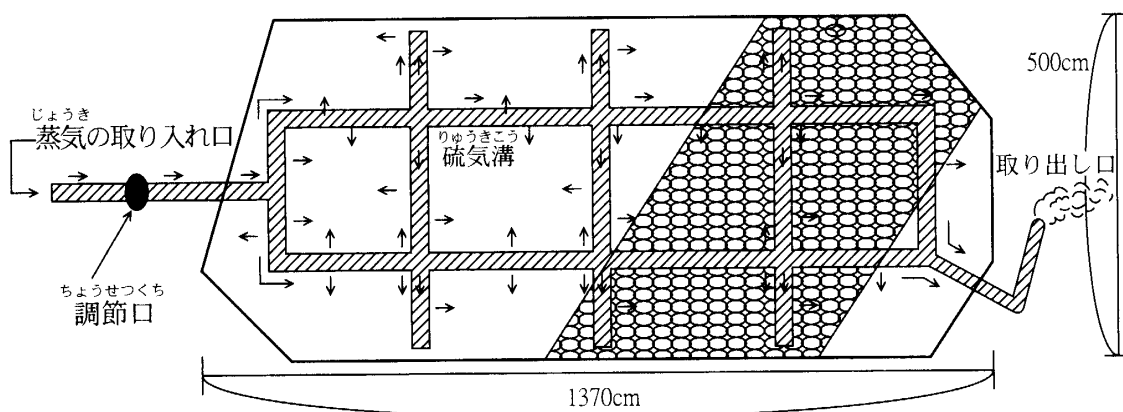 じょうき
蒸気の取り入れ口
りゅうきこう
硫気溝
ちょうせつくち
調節口
取り出し口
500cm
1370cm